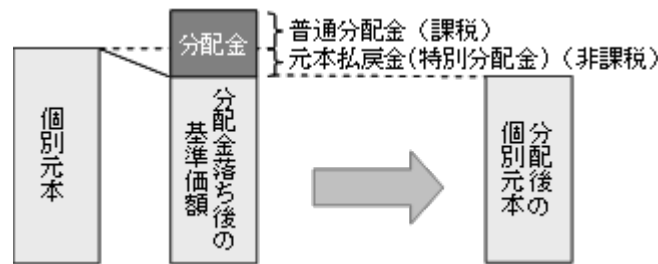 分配金
普通分配金（課税）
元本払戻金(特別分配金)（非課税）
個別元本
分配金落ち後の
基準価額
分配後の
個別元本